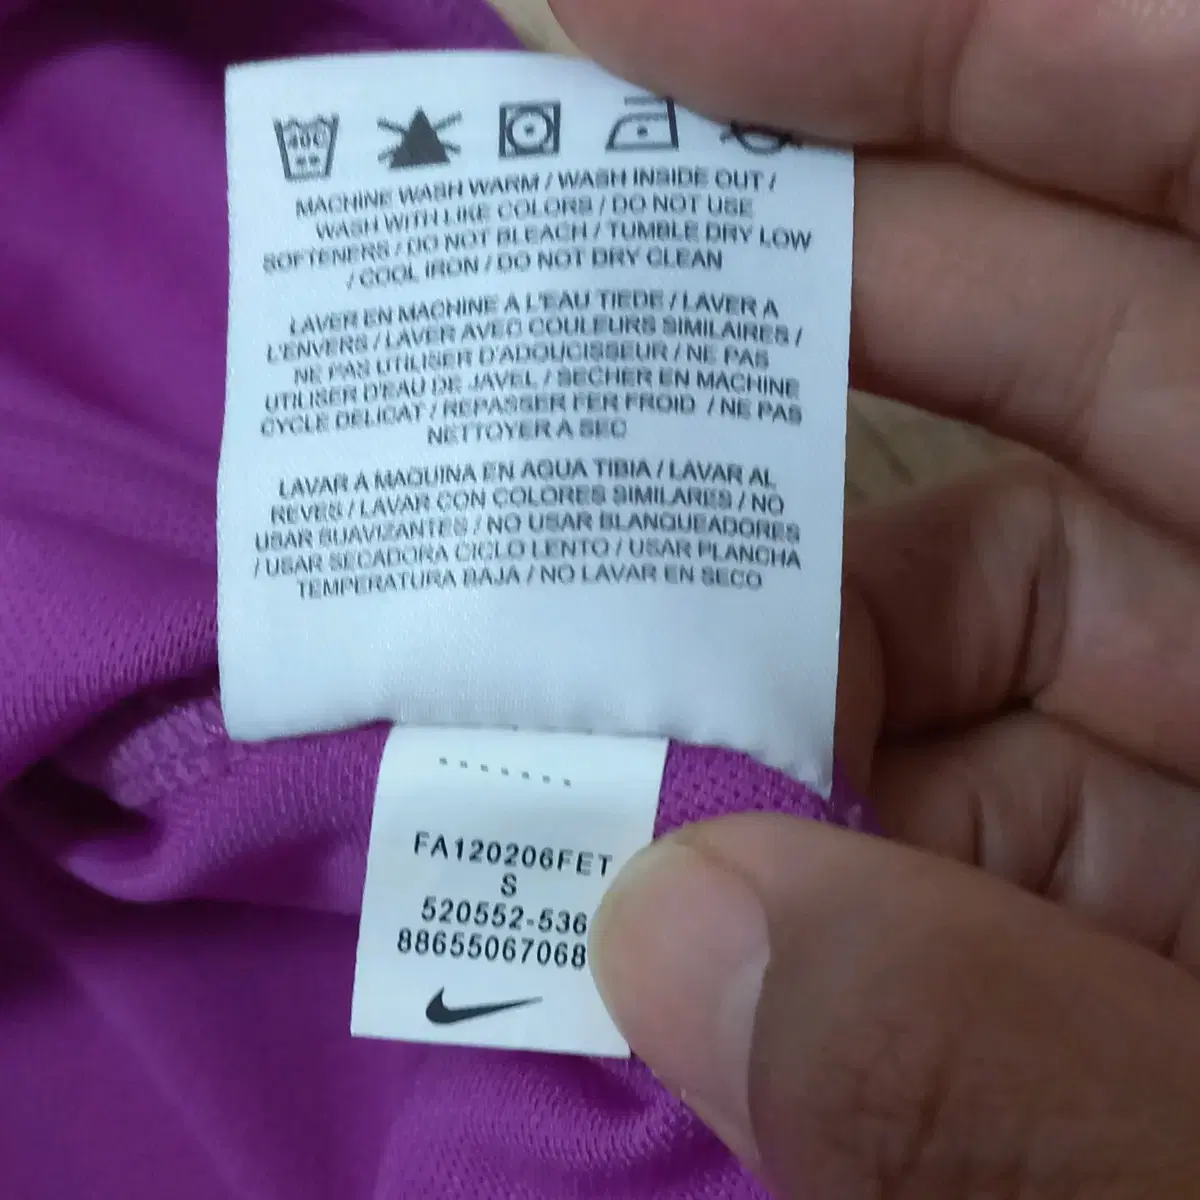 40C
MACHINE WASH WARM / WASH INSIDE OUT /
WASH WITH LIKE COLORS / DO NOT USE
SOFTENERS / DO NOT BLEACH / TUMBLE DRY LOW
/ COOL IRON / DO NOT DRY CLEAN
LAVER EN MACHINE A L'EAU TIEDE / LAVER A
L'ENVERS / LAVER AVEC COULEURS SIMILAIRES /
NE PAS UTILISER D'ADOUCISSEUR / NE PAS
UTILISER D'EAU DE JAVEL / SECHER EN MACHINE
CYCLE DELICAT / REPASSER FER FROID / NE PAS
NETTOYER A SEC
LAVAR A MAQUINA EN AGUA TIBIA / LAVAR AL
REVES / LAVAR CON COLORES SIMILARES / NO
USAR SUAVIZANTES / NO USAR BLANQUEADORES
/ USAR SECADORA CICLO LENTO / USAR PLANCHA
TEMPERATURA BAJA / NO LAVAR EN SECO
FA120206FET
S
520552-536
88655067068